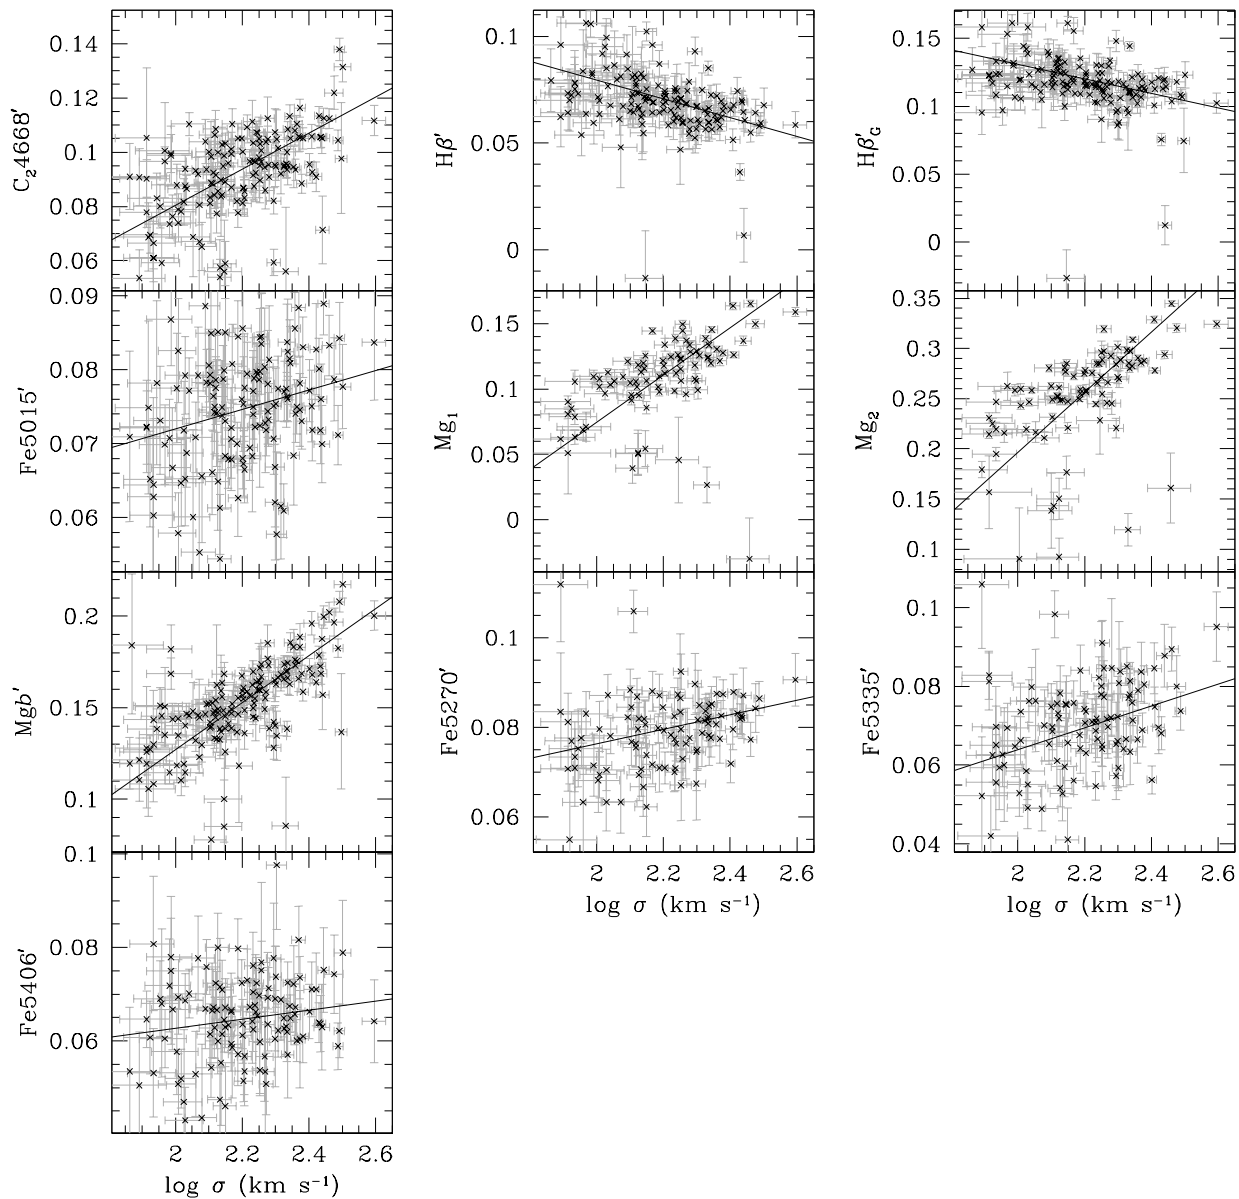 0.14
0.12
0.1
0.08
0.06
C₂4668′
0.1
0.05
0
Hβ′
0.15
0.1
0.05
0
Hβ′G
0.09
0.08
0.07
0.06
Fe5015′
0.15
0.1
0.05
0
Mg₁
0.35
0.3
0.25
0.2
0.15
0.1
Mg₂
0.2
0.15
0.1
Mgb′
0.1
0.08
0.06
Fe5270′
2 2.2 2.4 2.6
log σ (km s⁻¹)
0.1
0.08
0.06
0.04
Fe5335′
2 2.2 2.4 2.6
log σ (km s⁻¹)
0.1
0.08
0.06
Fe5406′
2 2.2 2.4 2.6
log σ (km s⁻¹)